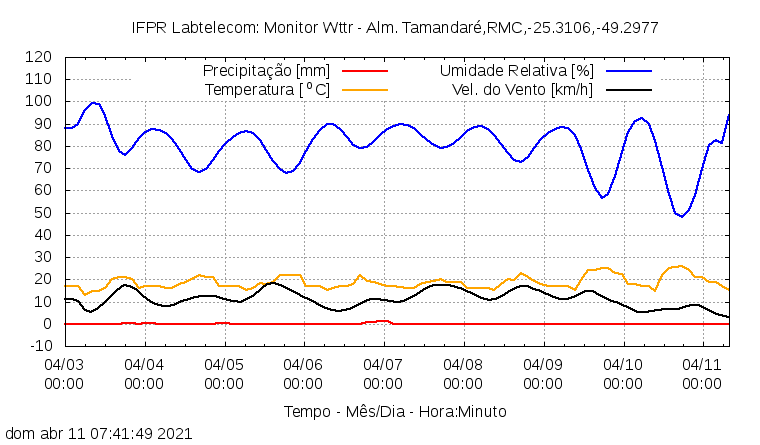 IFPR Labtelecom: Monitor Wttr - Alm. Tamandaré,RMC,-25.3106,-49.2977
Precipitação [mm]
Temperatura [⁰C]
Umidade Relativa [%]
Vel. do Vento [km/h]
120
110
100
90
80
70
60
50
40
30
20
10
0
-10
04/03 04/04 04/05 04/06 04/07 04/08 04/09 04/10 04/11
00:00 00:00 00:00 00:00 00:00 00:00 00:00 00:00 00:00
Tempo - Mês/Dia - Hora:Minuto
dom abr 11 07:41:49 2021